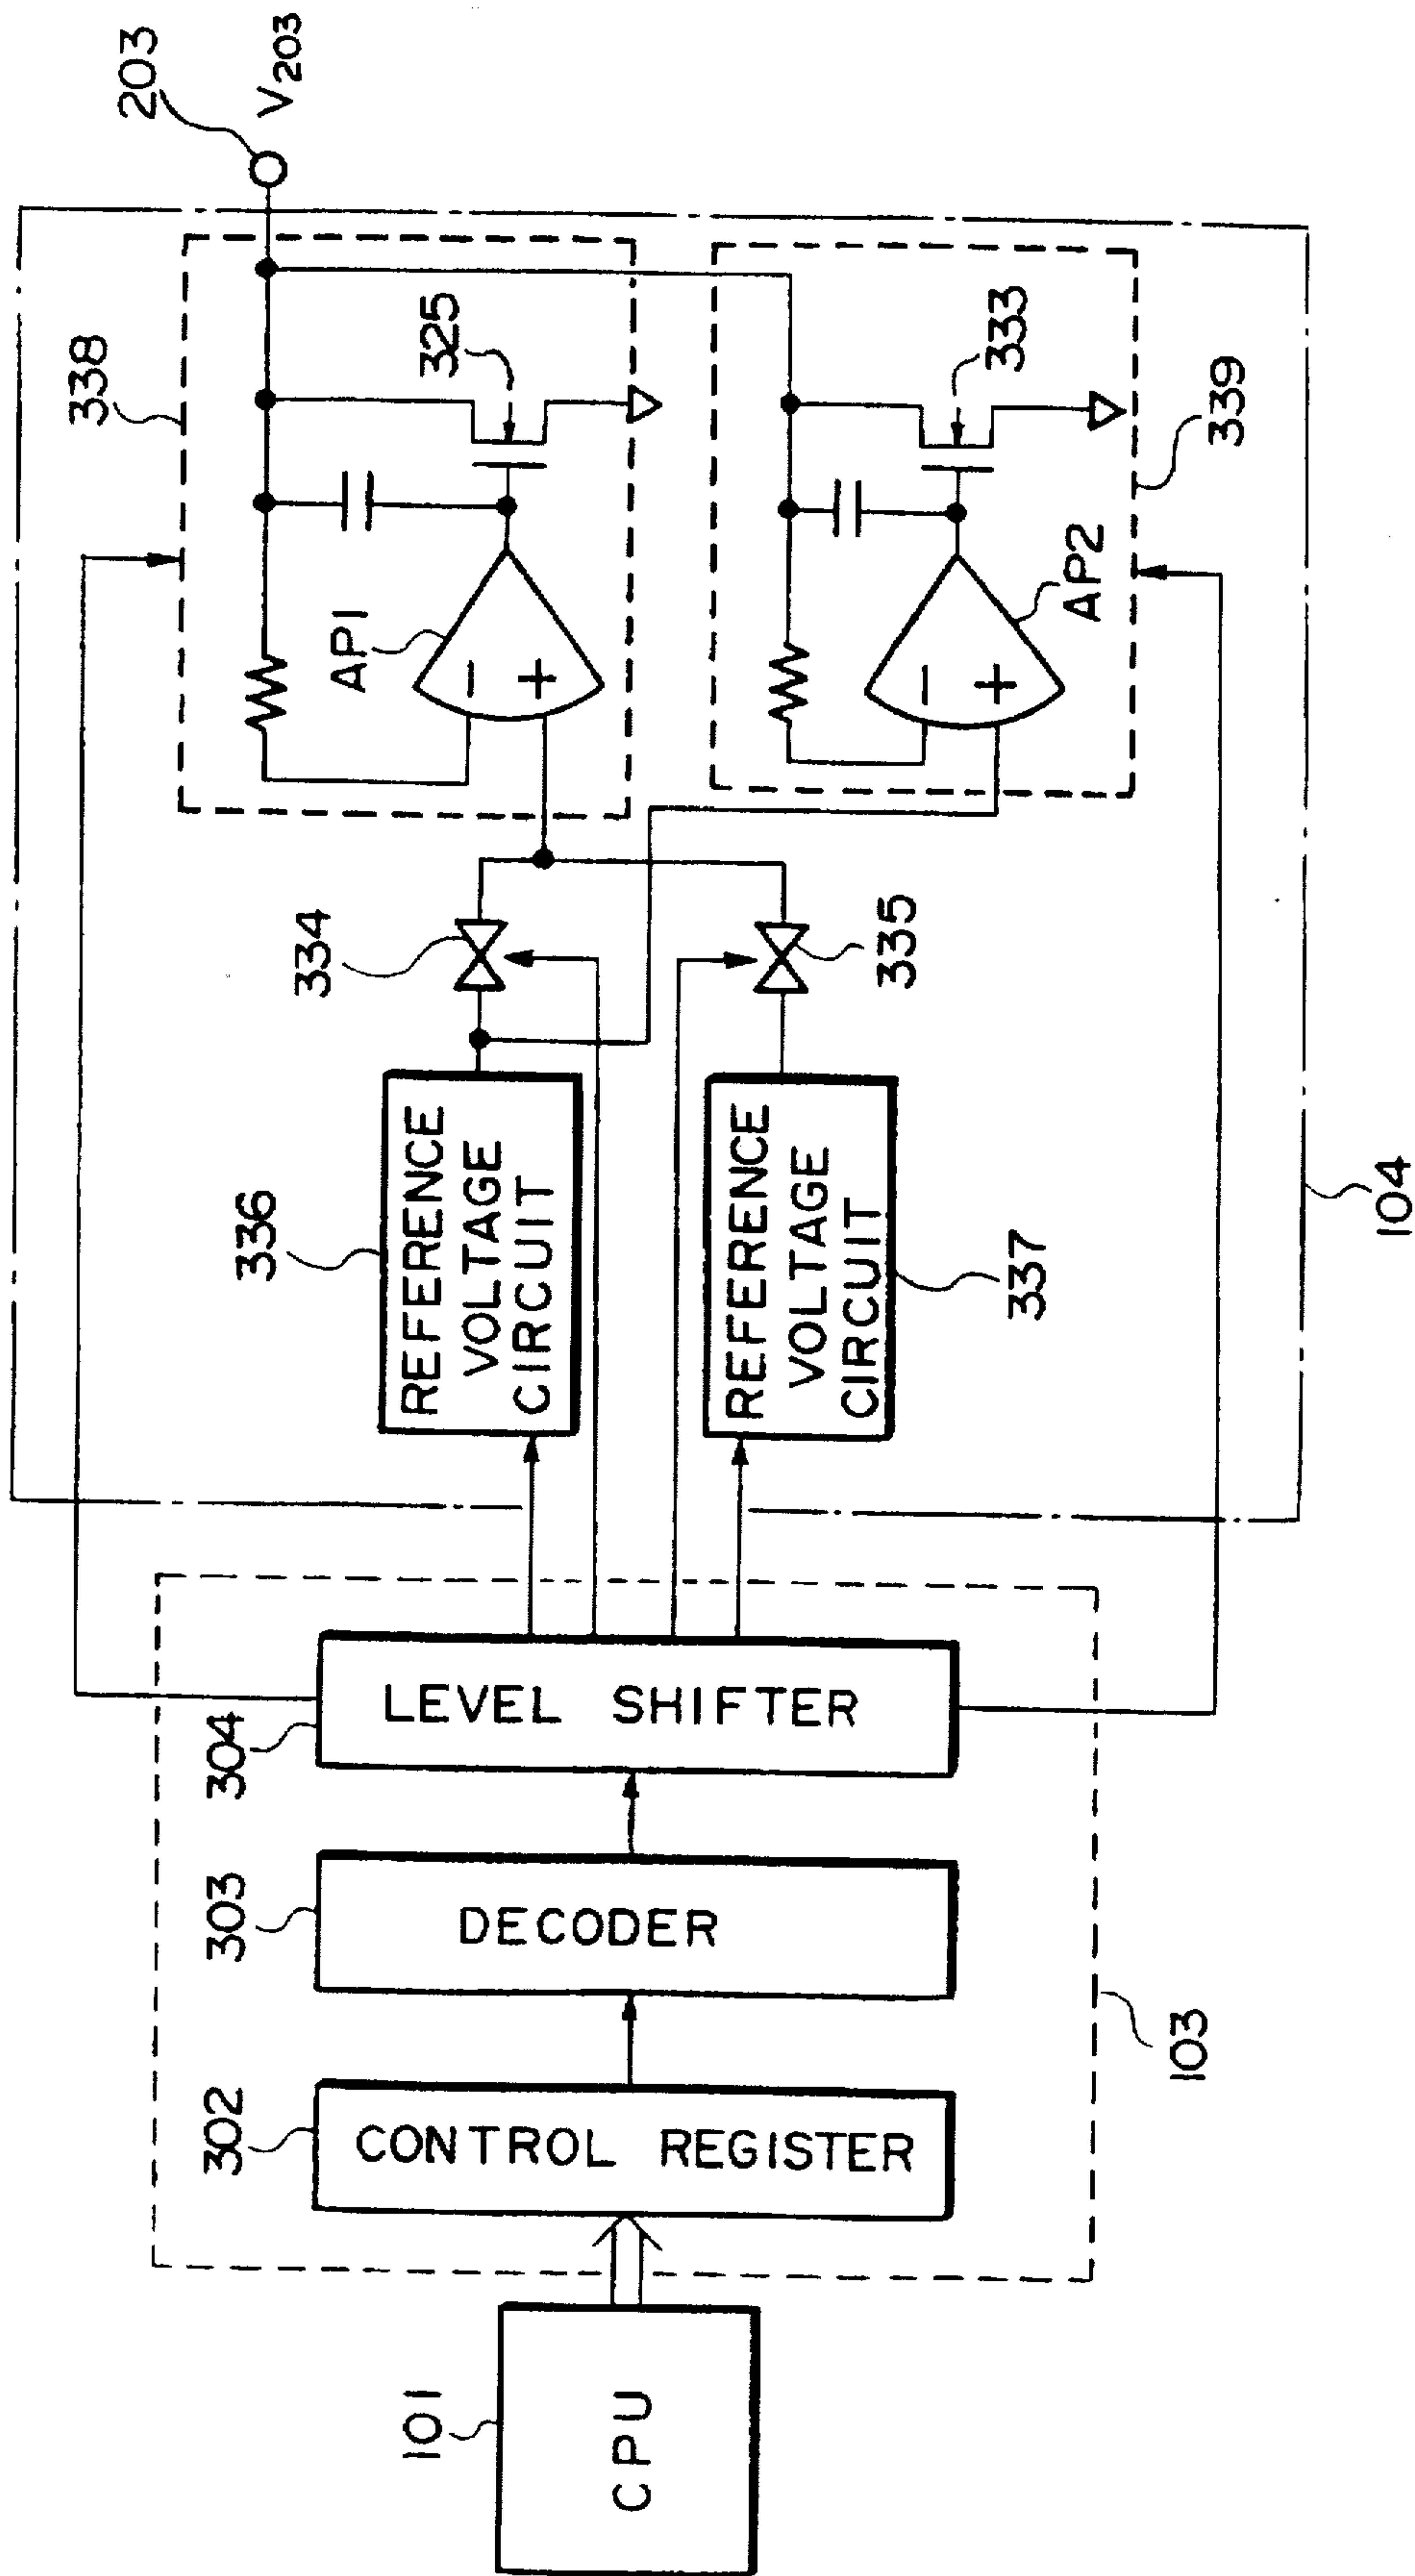 203
V203
338
325
333
339
AP1
AP2
334
335
336
REFERENCE
VOLTAGE
CIRCUIT
REFERENCE
VOLTAGE
CIRCUIT
337
104
304
LEVEL SHIFTER
303
DECODER
302
CONTROL REGISTER
103
101
CPU
−
+
−
+